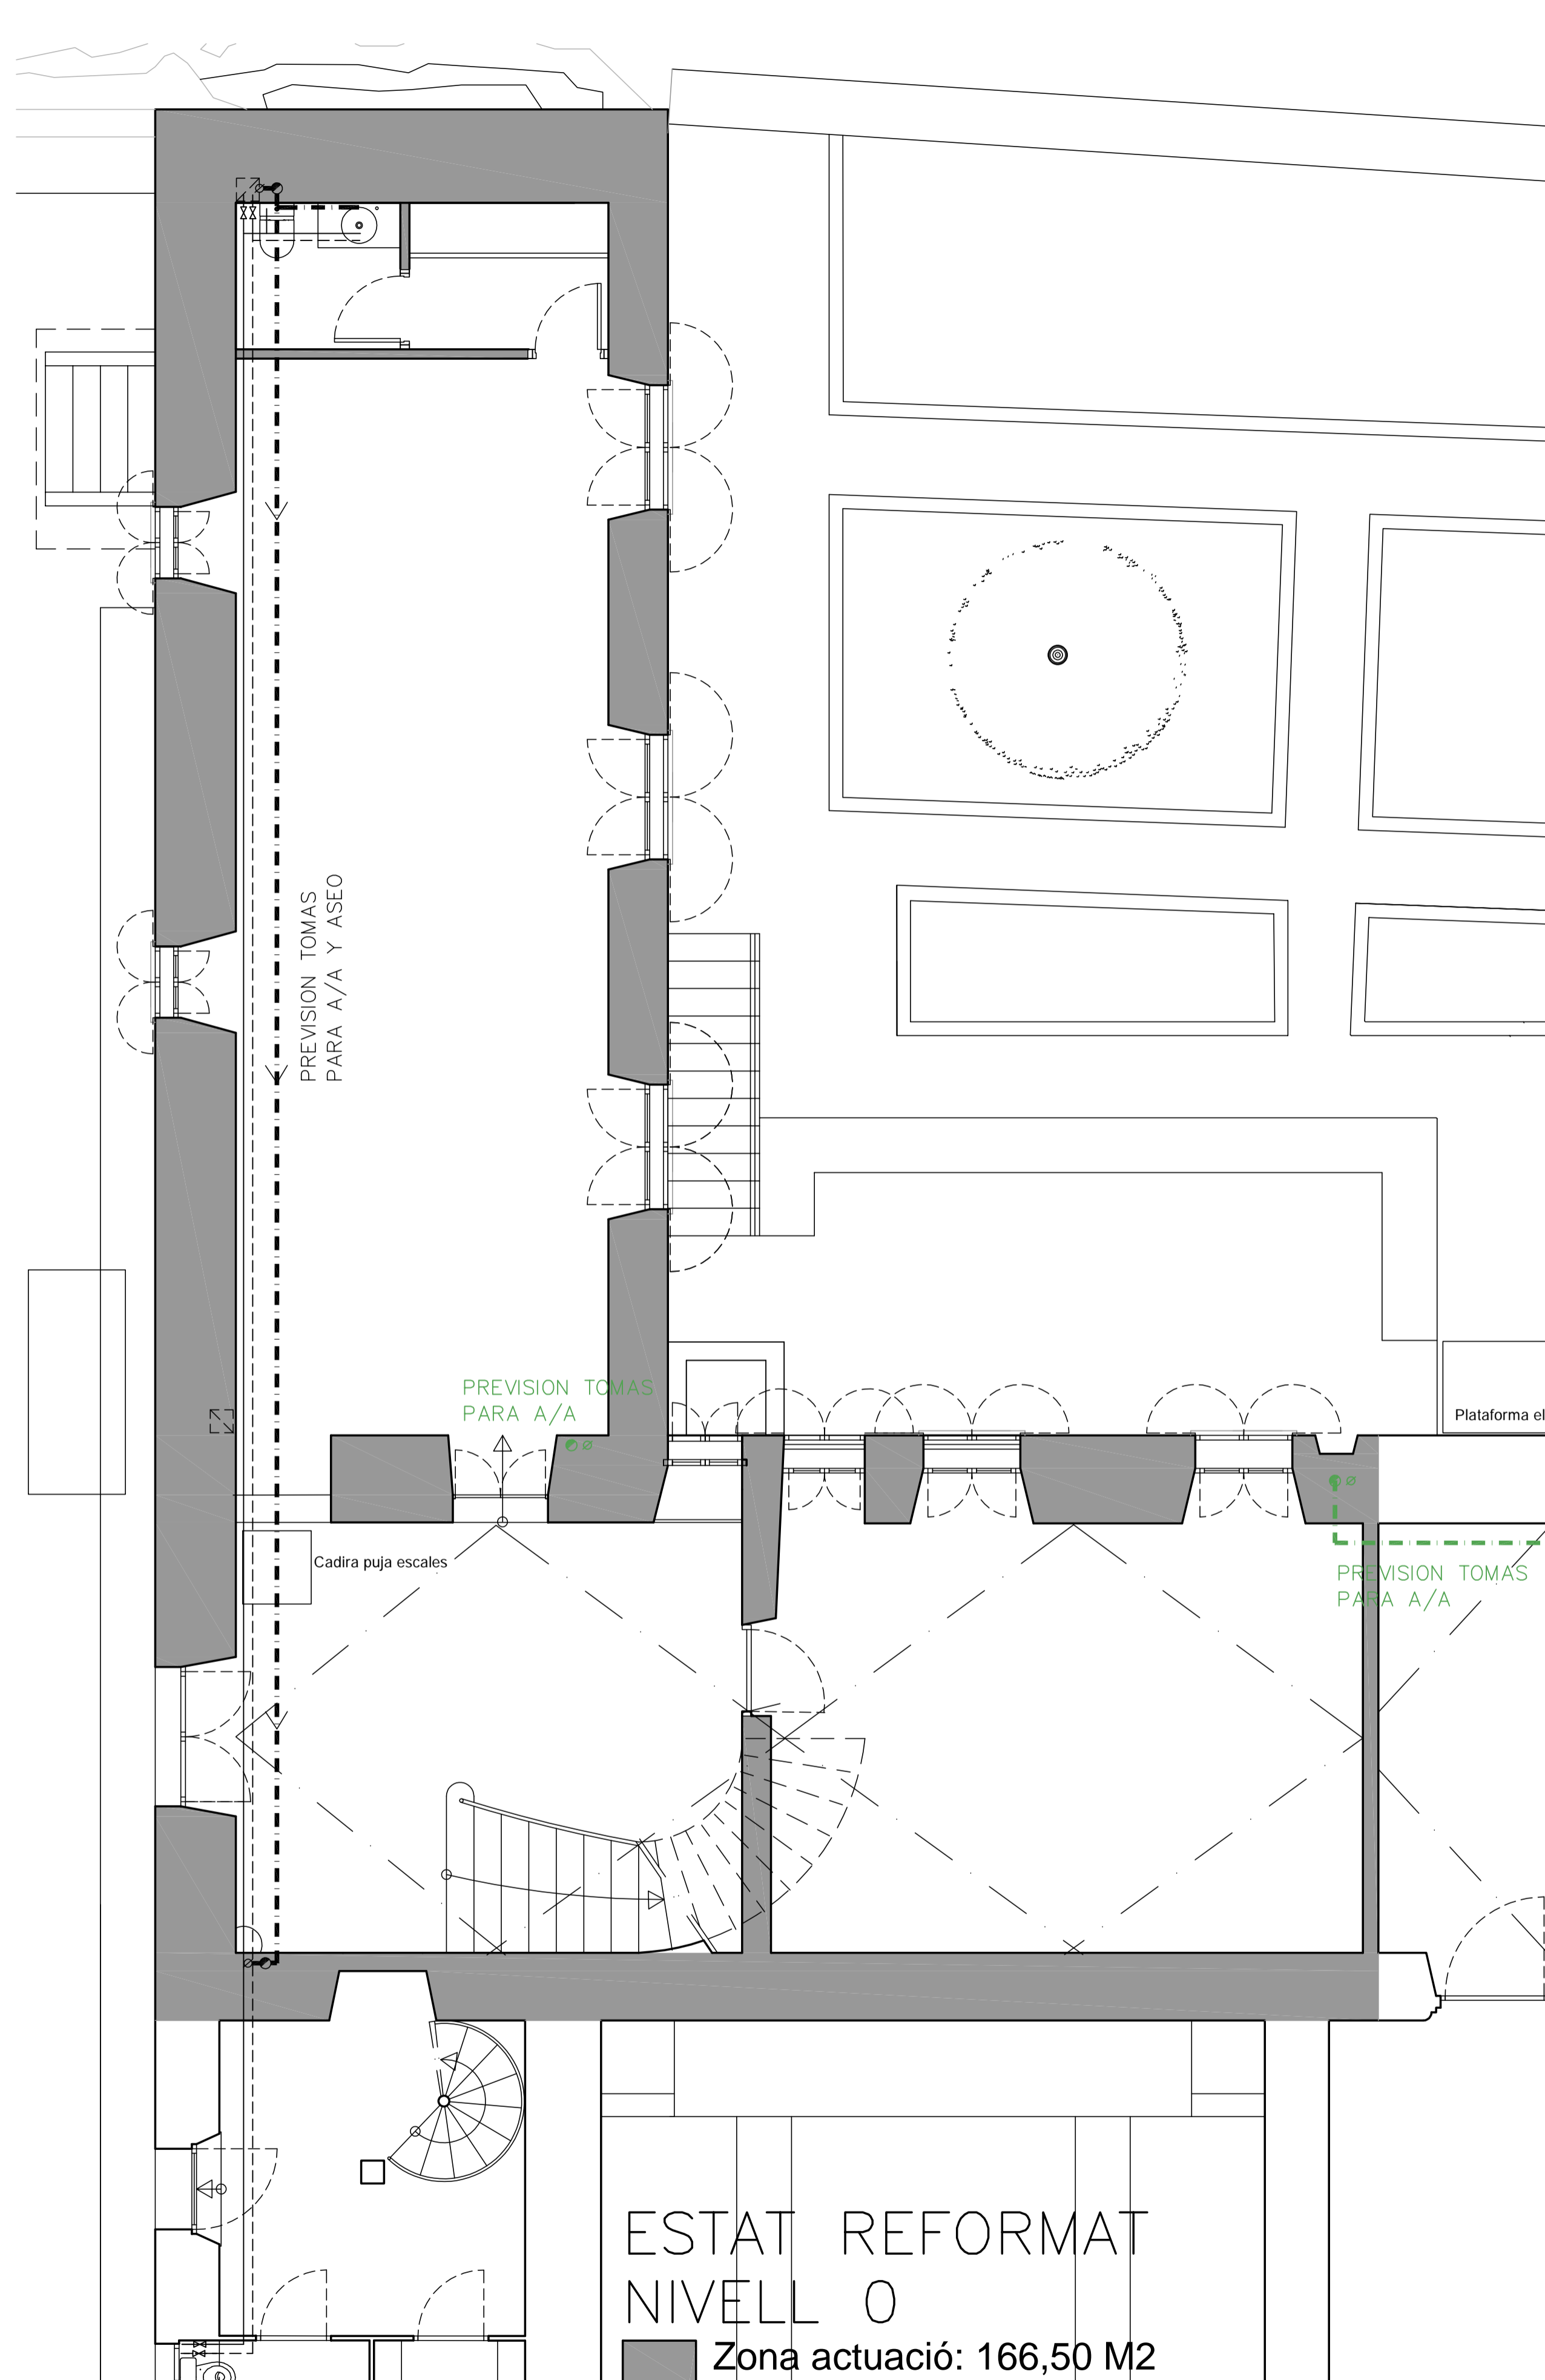 PREVISION TOMAS
PARA A/A Y ASEO
PREVISION TOMAS
PARA A/A
Plataforma el
Cadira puja escales
PREVISION TOMAS
PARA A/A
ESTAT REFORMAT
NIVELL 0
Zona actuació: 166,50 M2